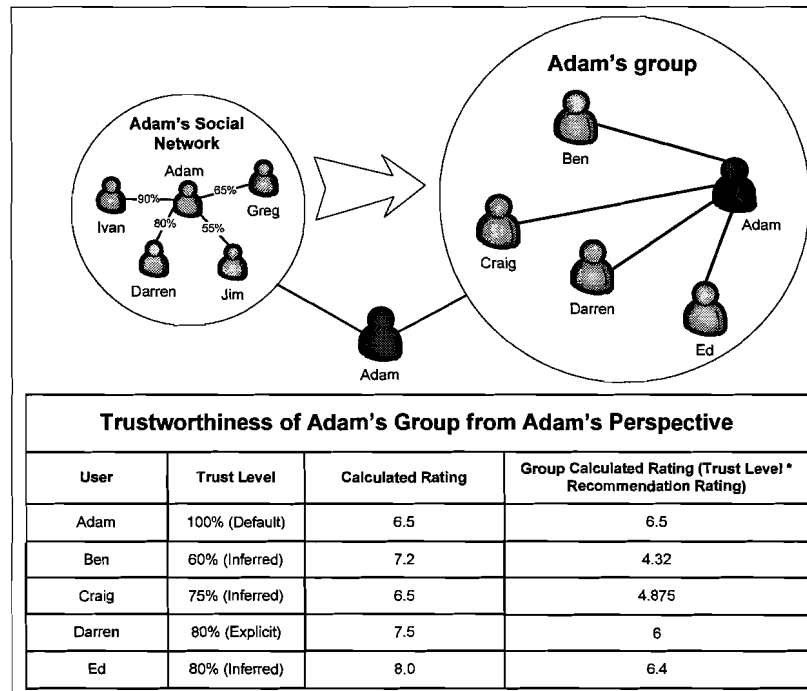 Adam's Social
Network
Adam
90%
65%
Ivan
80%
55%
Greg
Darren
Jim
Adam's group
Ben
Adam
Craig
Darren
Ed
Adam
Trustworthiness of Adam's Group from Adam's Perspective
User Trust Level Calculated Rating Group Calculated Rating (Trust Level *
Recommendation Rating)
Adam 100% (Default) 6.5 6.5
Ben 60% (Inferred) 7.2 4.32
Craig 75% (Inferred) 6.5 4.875
Darren 80% (Explicit) 7.5 6
Ed 80% (Inferred) 8.0 6.4